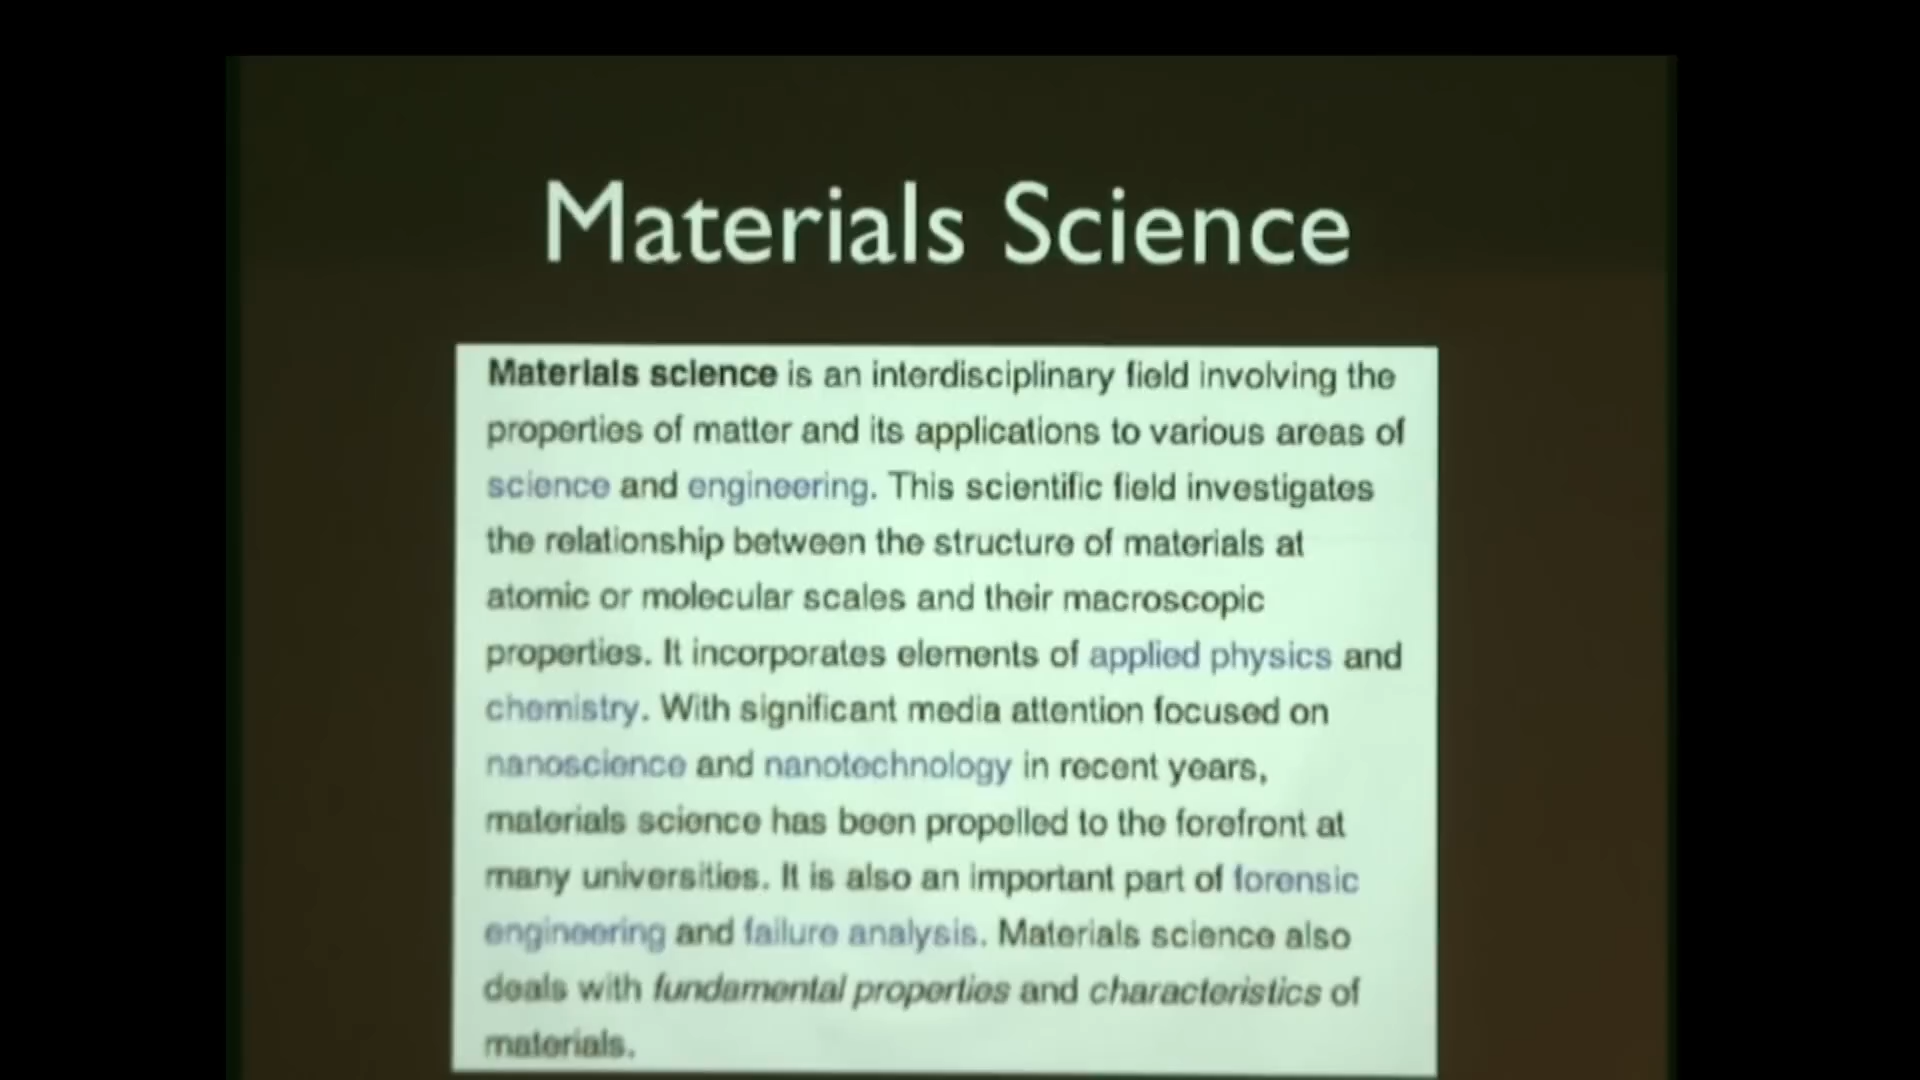 Materials Science
Materials science is an interdisciplinary field involving the
properties of matter and its applications to various areas of
science and engineering. This scientific field investigates
the relationship between the structure of materials at
atomic or molecular scales and their macroscopic
properties. It incorporates elements of applied physics and
chemistry. With significant media attention focused on
nanoscience and nanotechnology in recent years,
materials science has been propelled to the forefront at
many universities. It is also an important part of forensic
engineering and failure analysis. Materials science also
deals with fundamental properties and characteristics of
materials.